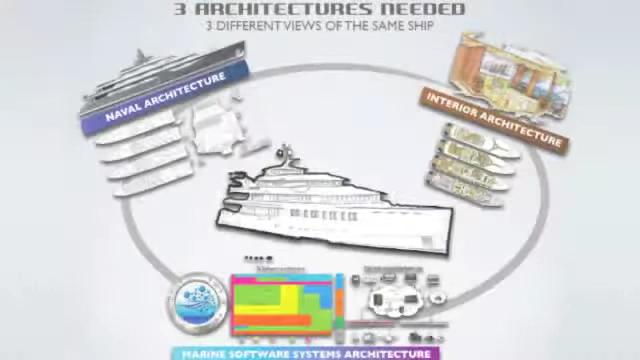 3 ARCHITECTURES NEEDED
3 DIFFERENT VIEWS OF THE SAME SHIP
NAVAL ARCHITECTURE
INTERIOR ARCHITECTURE
MARINE SOFTWARE SYSTEMS ARCHITECTURE